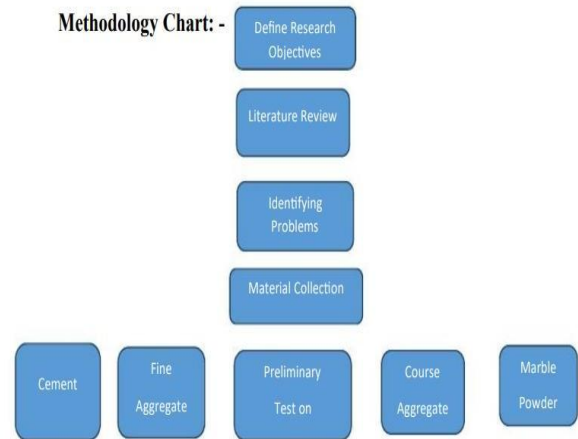 Methodology Chart: -
Define Research
Objectives
Literature Review
Identifying
Problems
Material Collection
Cement
Fine
Aggregate
Preliminary
Test on
Course
Aggregate
Marble
Powder